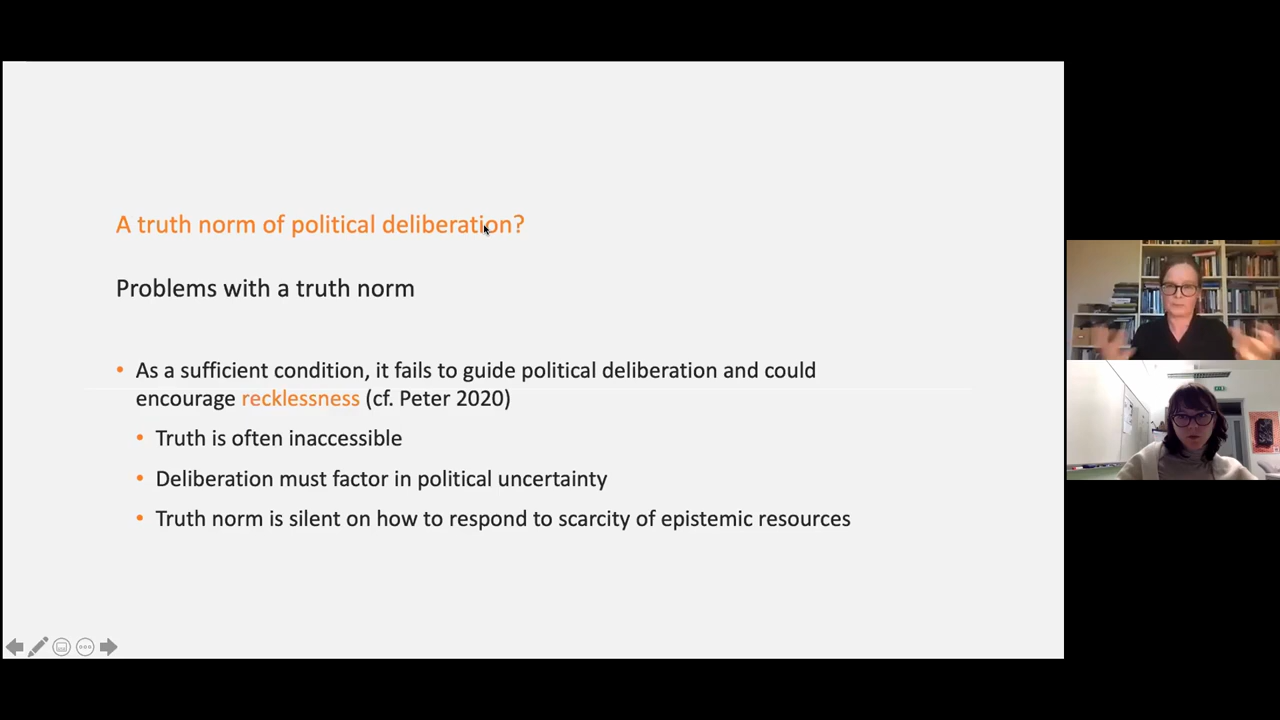 A truth norm of political deliberation?
Problems with a truth norm
• As a sufficient condition, it fails to guide political deliberation and could
encourage recklessness (cf. Peter 2020)
• Truth is often inaccessible
• Deliberation must factor in political uncertainty
• Truth norm is silent on how to respond to scarcity of epistemic resources